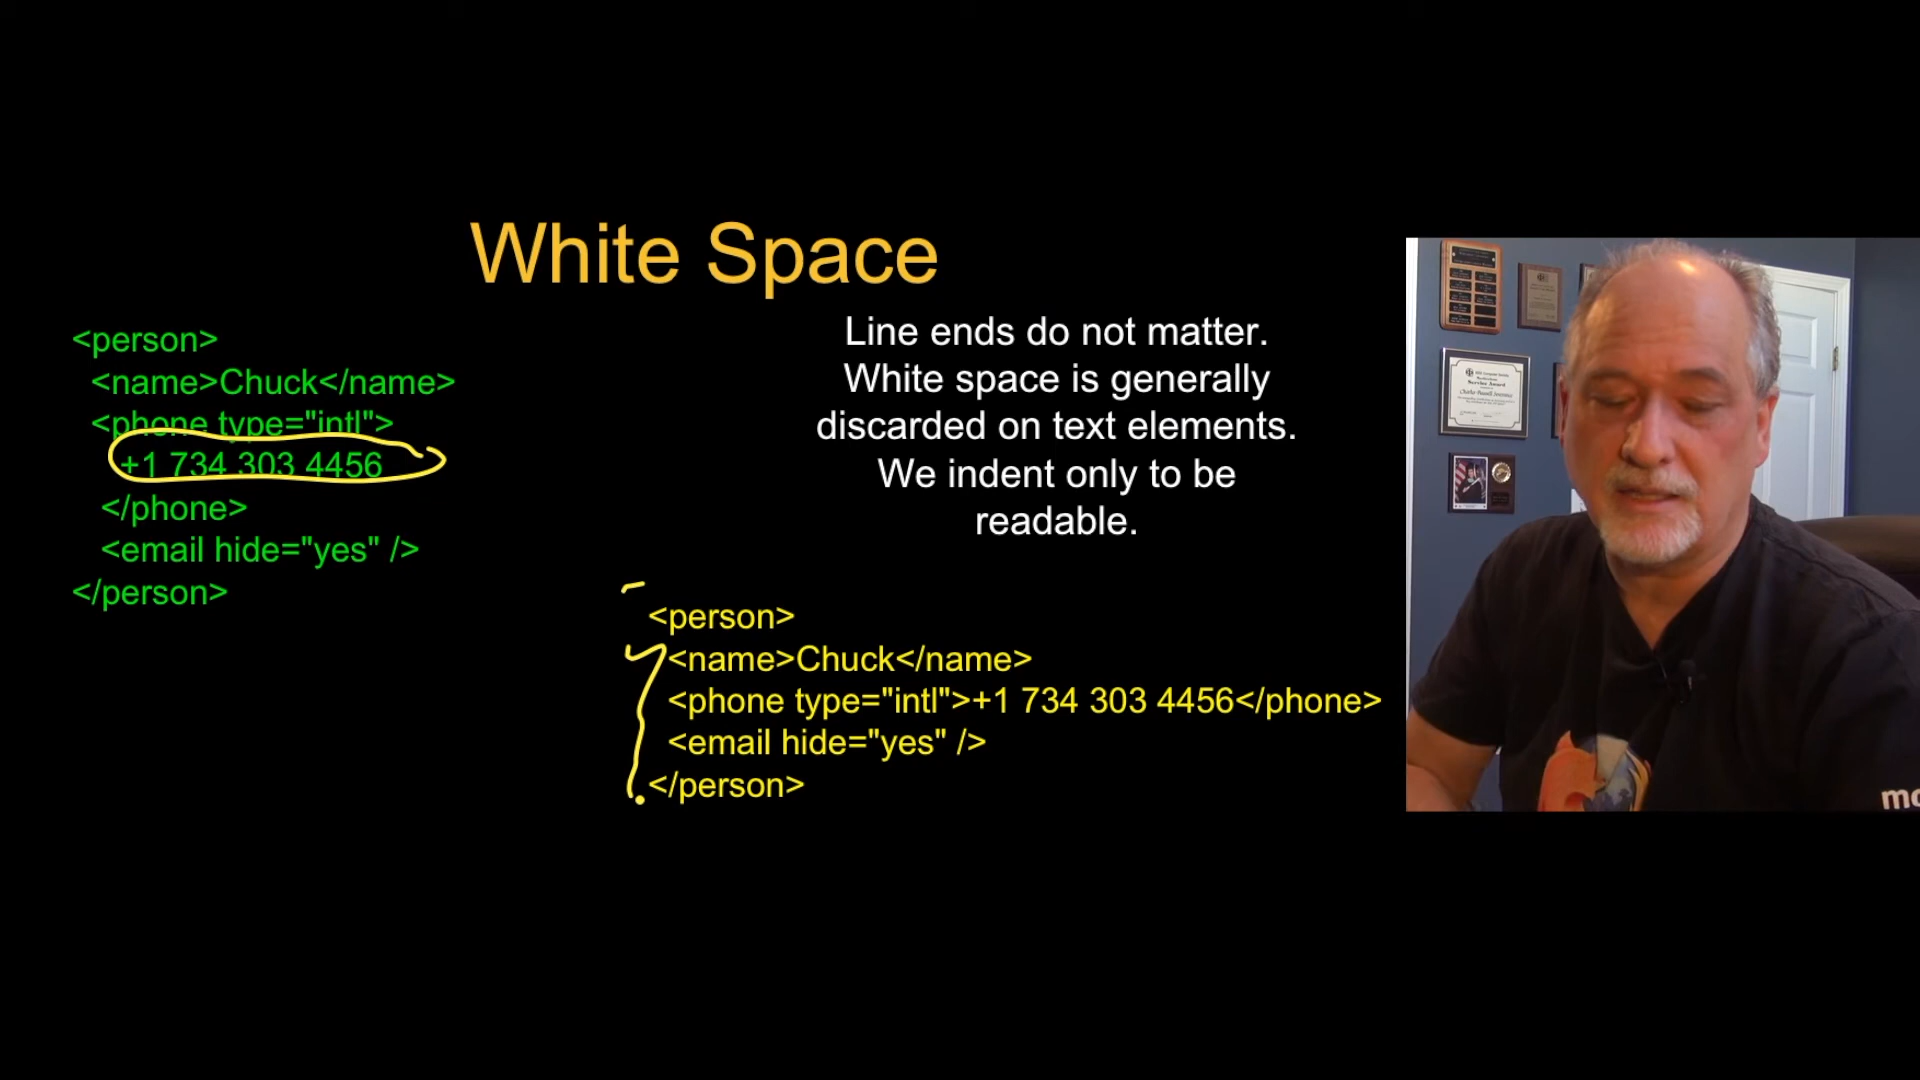 White Space
<person>
<name>Chuck</name>
<phone type="intl">
+1 734 303 4456
</phone>
<email hide="yes" />
</person>
Line ends do not matter.
White space is generally
discarded on text elements.
We indent only to be
readable.
<person>
<name>Chuck</name>
<phone type="intl">+1 734 303 4456</phone>
<email hide="yes" />
</person>
Service Award